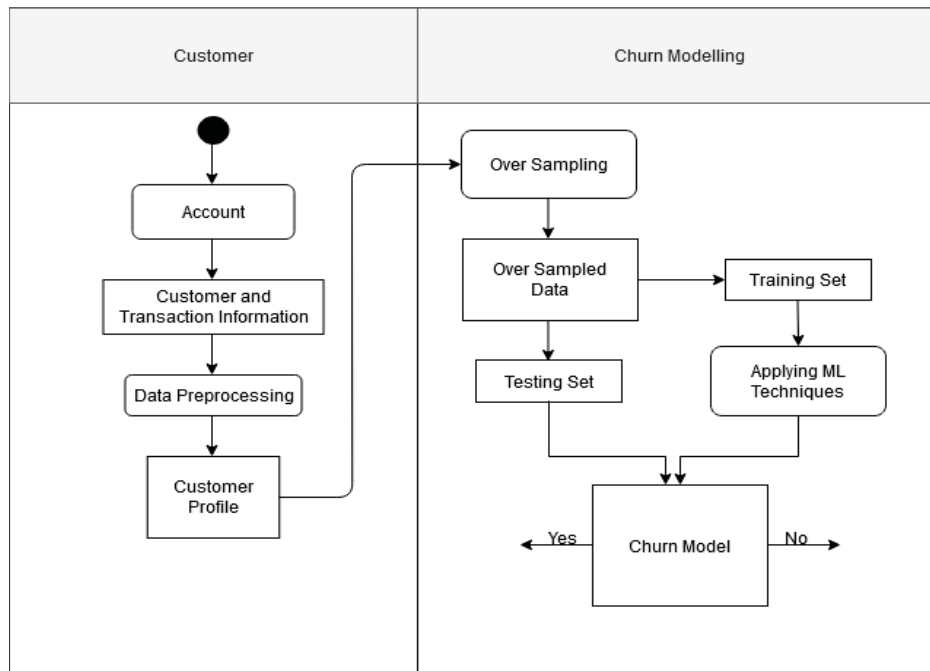 Customer
Churn Modelling
Account
Customer and
Transaction Information
Data Preprocessing
Customer
Profile
Over Sampling
Over Sampled
Data
Training Set
Testing Set
Applying ML
Techniques
Yes
Churn Model
No